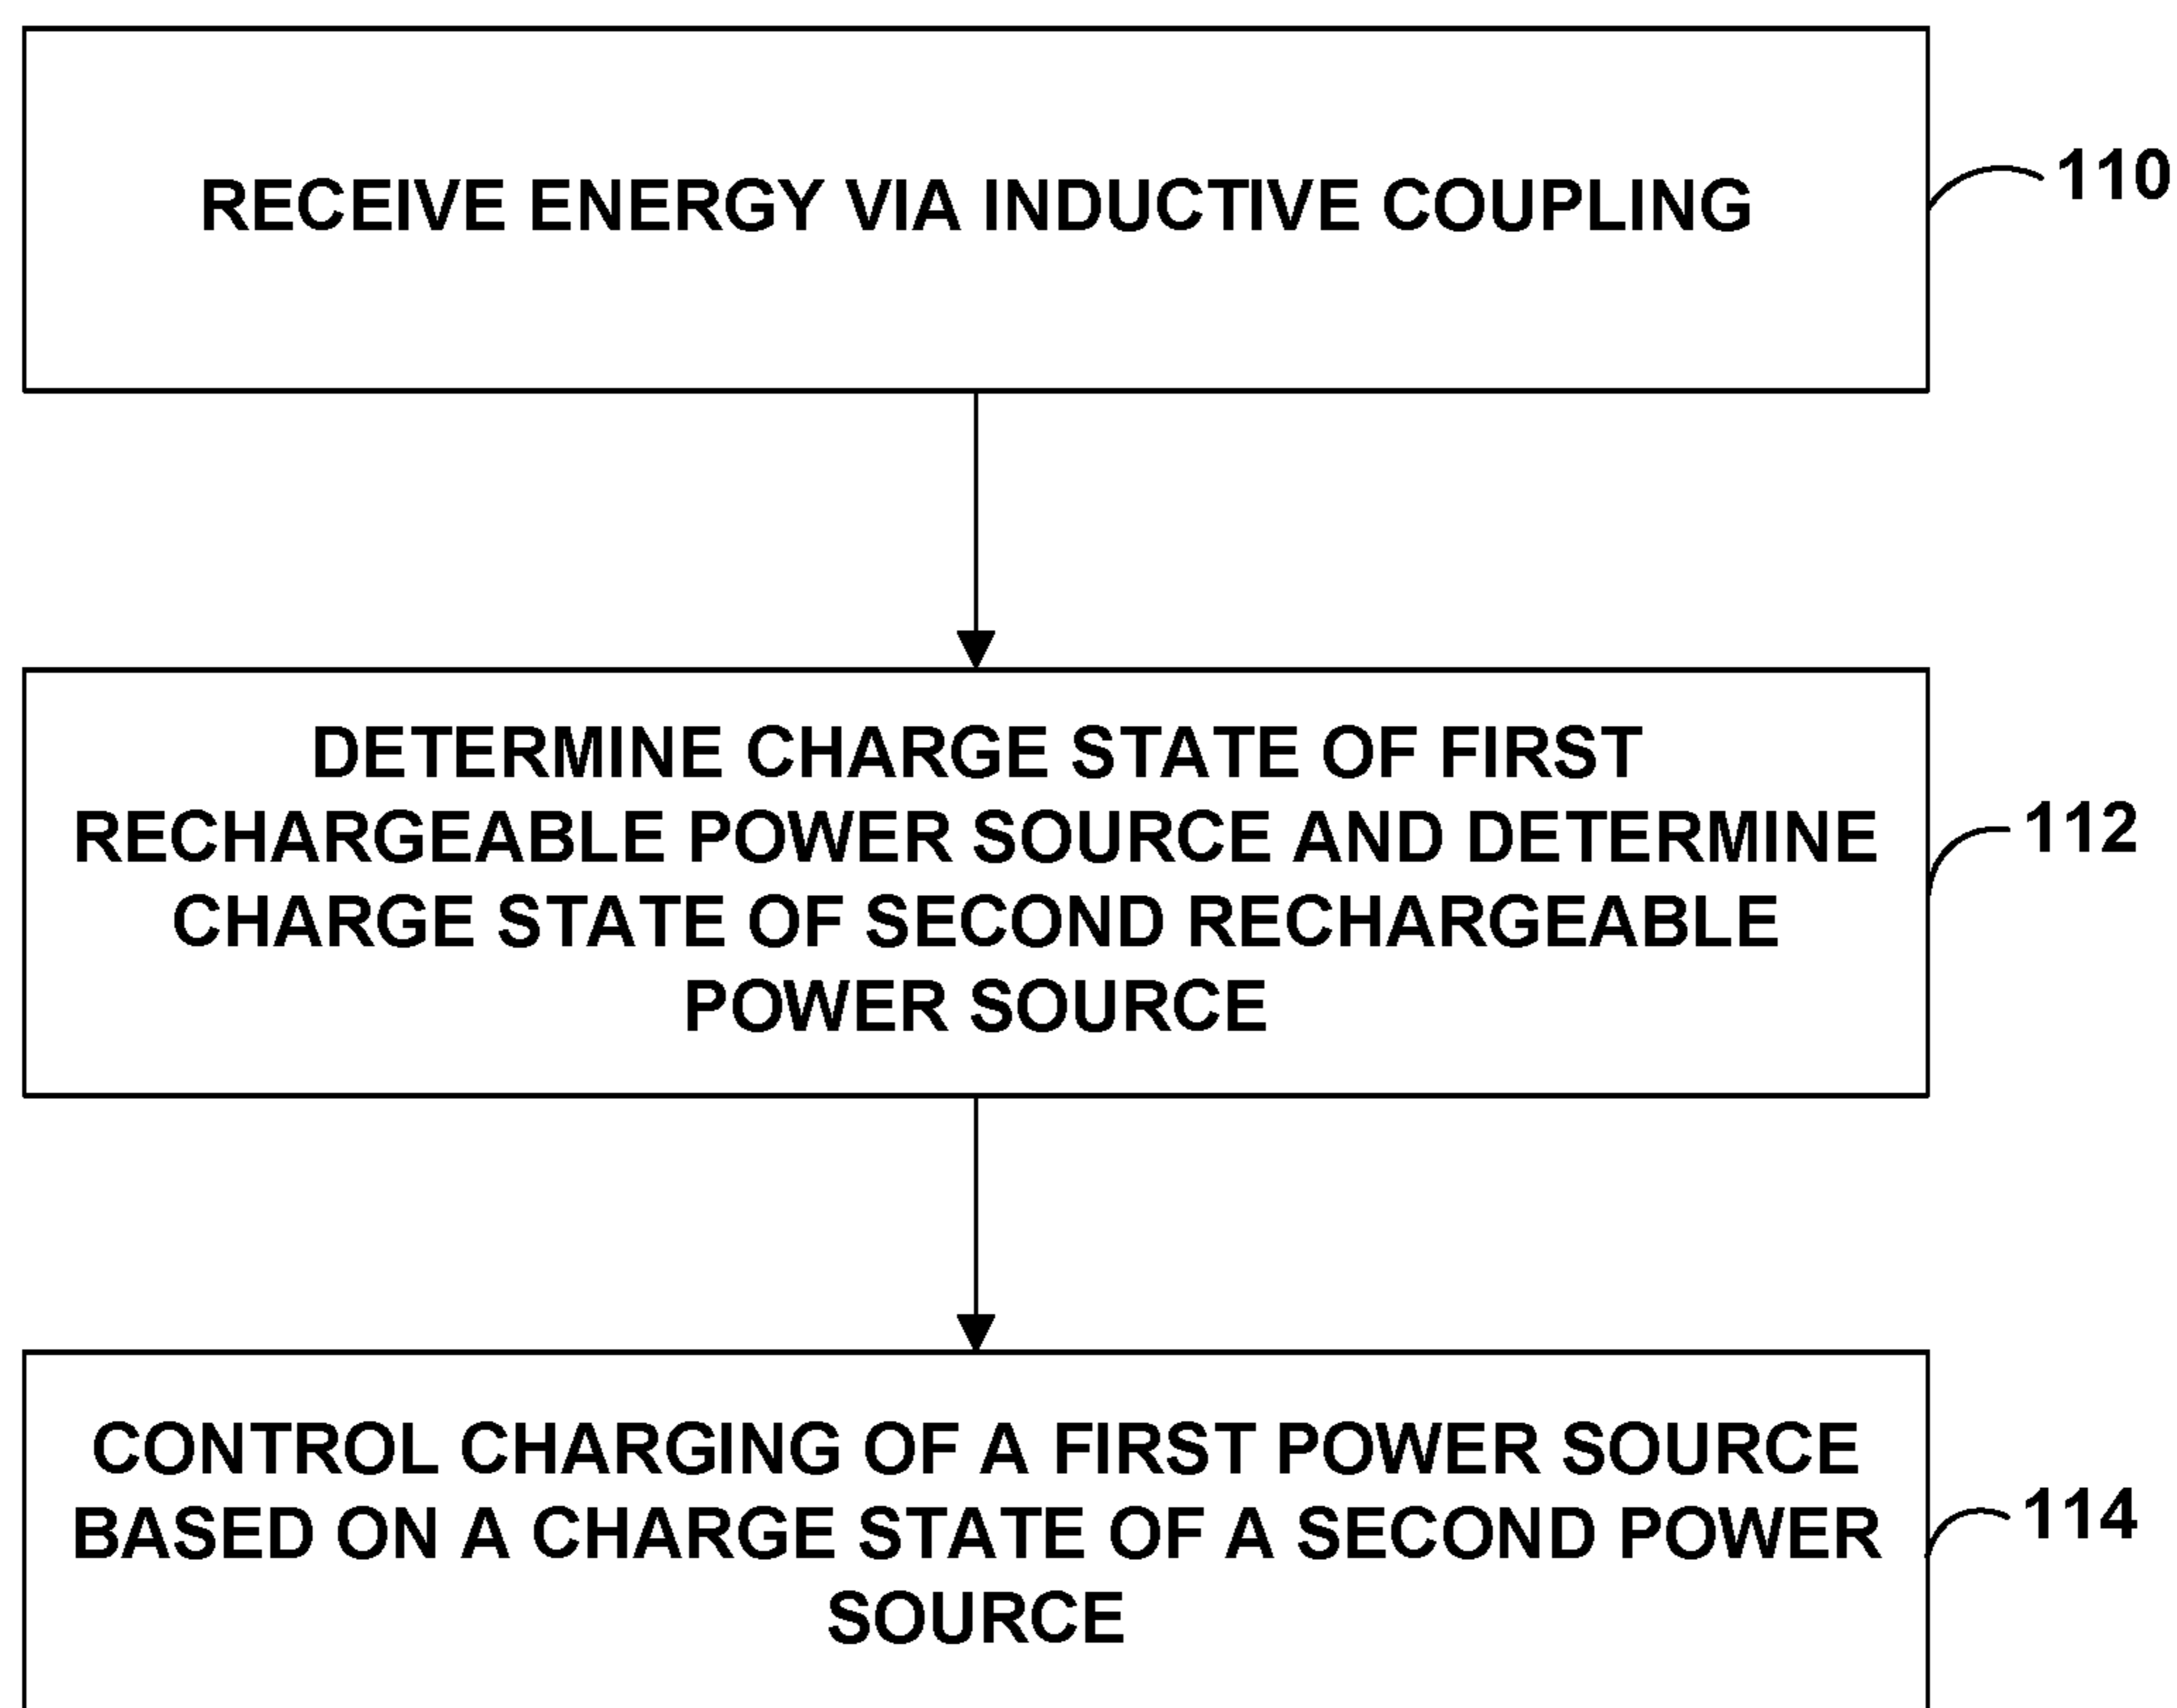 RECEIVE ENERGY VIA INDUCTIVE COUPLING
110
DETERMINE CHARGE STATE OF FIRST
RECHARGEABLE POWER SOURCE AND DETERMINE
CHARGE STATE OF SECOND RECHARGEABLE
POWER SOURCE
112
CONTROL CHARGING OF A FIRST POWER SOURCE
BASED ON A CHARGE STATE OF A SECOND POWER
SOURCE
114